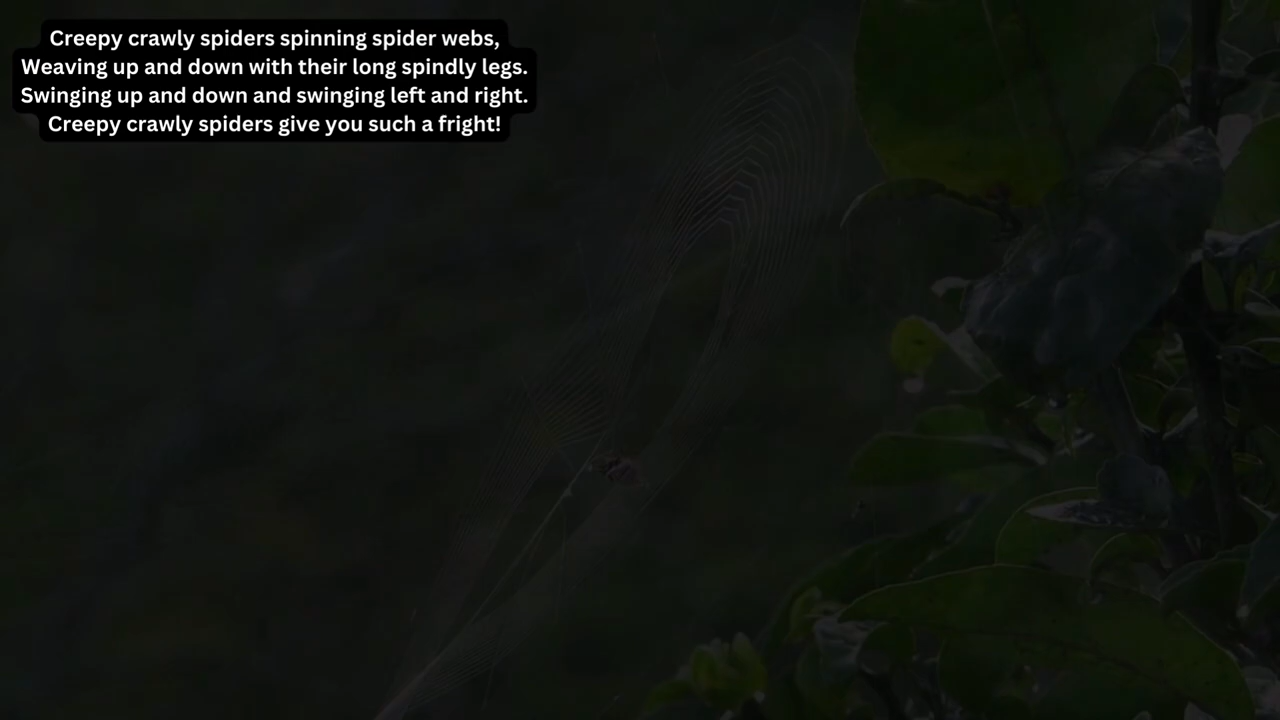 Creepy crawly spiders spinning spider webs,
Weaving up and down with their long spindly legs.
Swinging up and down and swinging left and right.
Creepy crawly spiders give you such a fright!